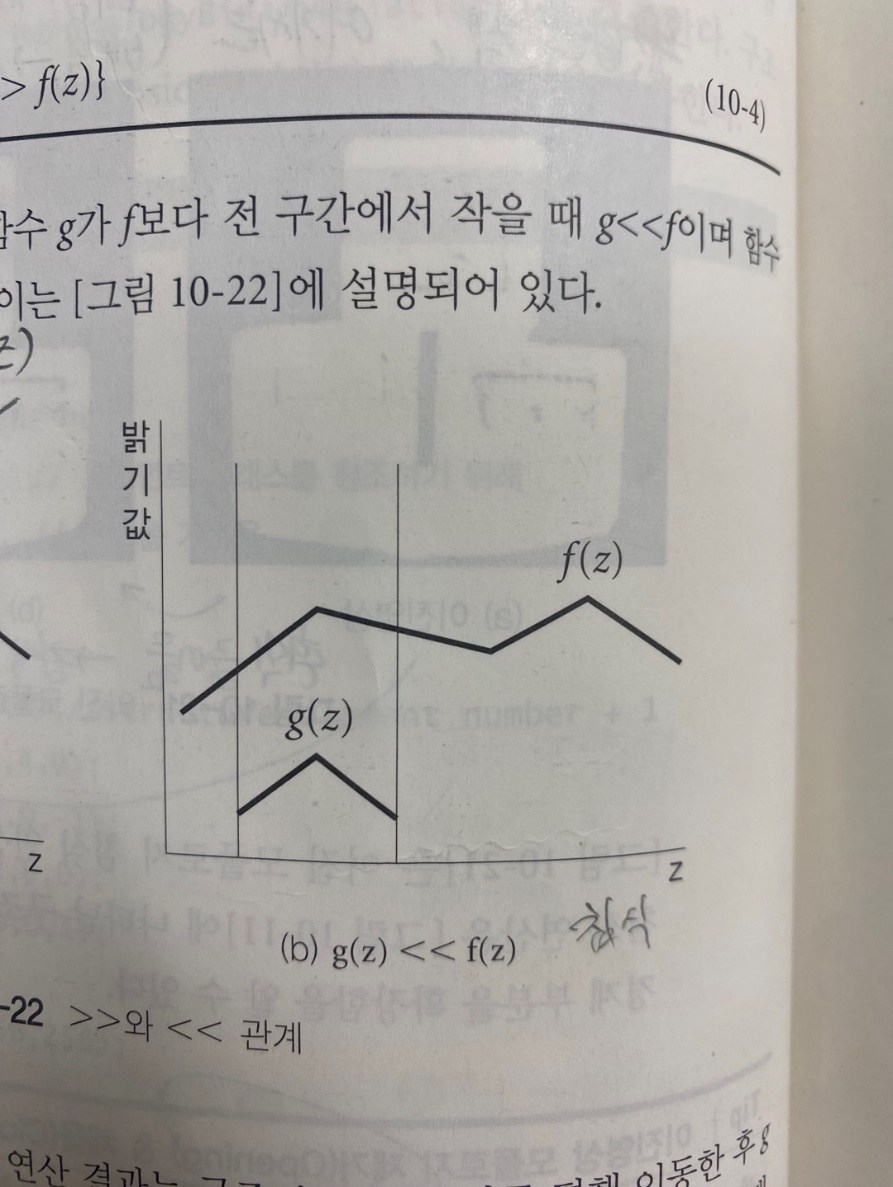 > f(z)}
(10-4)
함수 g가 f보다 전 구간에서 작을 때 g<<f이며 함수
이는 [그림 10-22]에 설명되어 있다.
z)
밝
기
값
f(z)
g(z)
z
z
침식
(b) g(z) << f(z)
-22 >>와 << 관계
연산 결과는 이동한 후 g